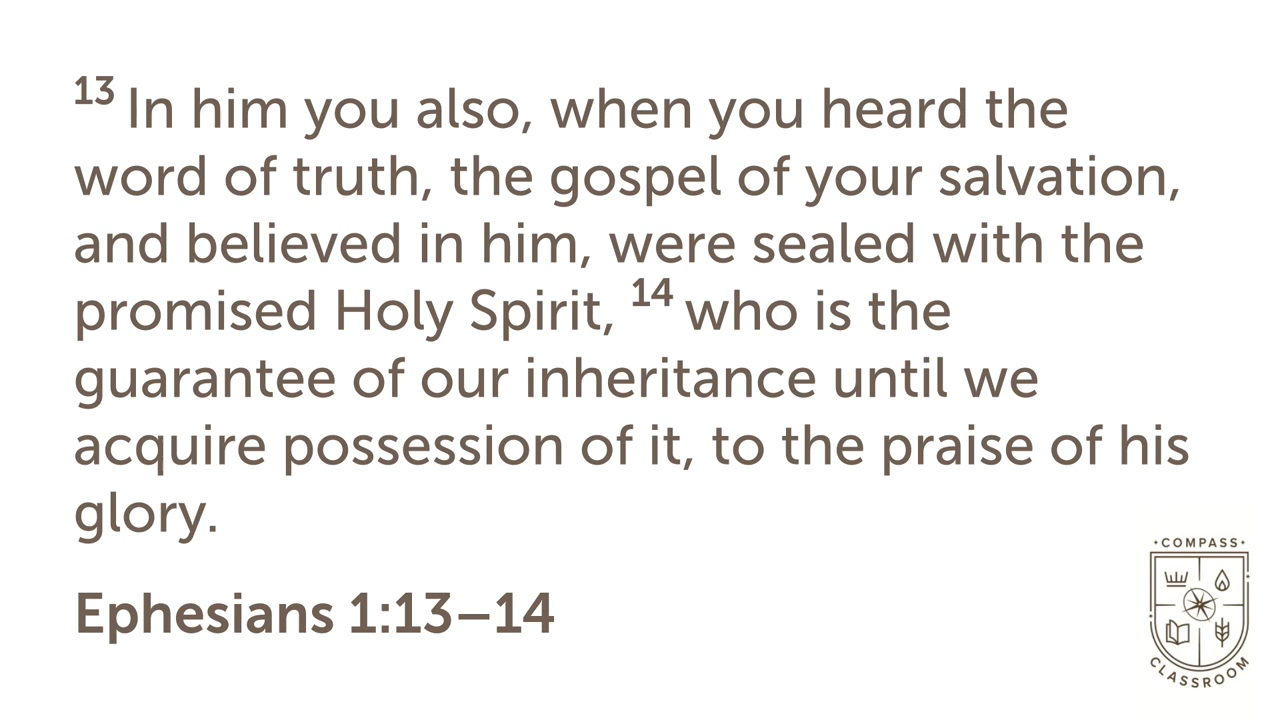 13 In him you also, when you heard the
word of truth, the gospel of your salvation,
and believed in him, were sealed with the
promised Holy Spirit, 14 who is the
guarantee of our inheritance until we
acquire possession of it, to the praise of his
glory.
Ephesians 1:13–14
·COMPASS·
CLASSROOM